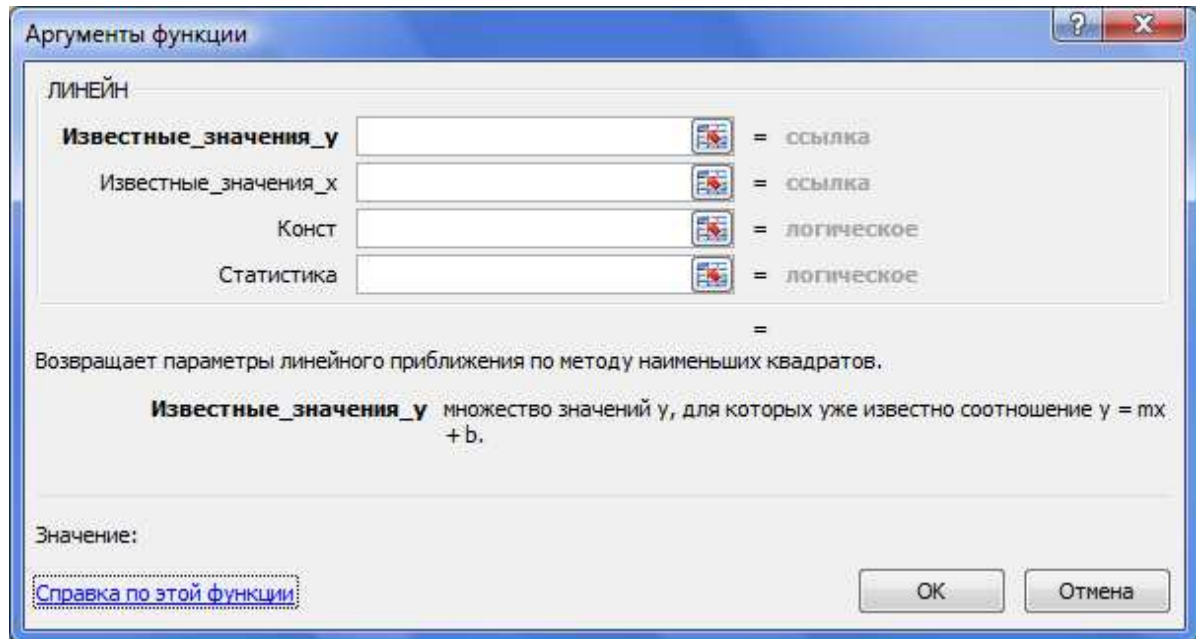 Аргументы функции
ЛИНЕЙН
Известные_значения_y = ссылка
Известные_значения_x = ссылка
Конст = логическое
Статистика = логическое
=
Возвращает параметры линейного приближения по методу наименьших квадратов.
Известные_значения_y множество значений y, для которых уже известно соотношение y = mx
+ b.
Значение:
Справка по этой функции OK Отмена